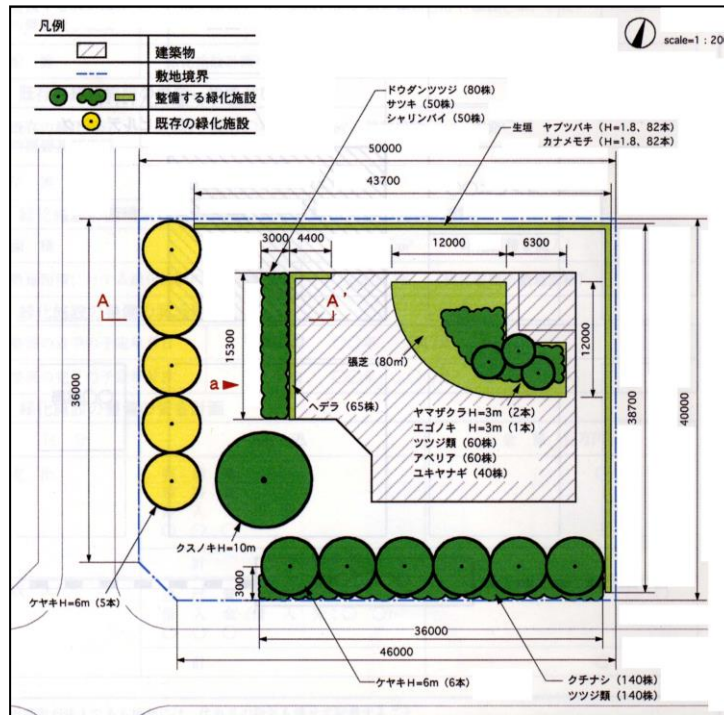 凡例
建築物
敷地境界
整備する緑化施設
既存の緑化施設
scale=1：20
ドウダンツツジ（80株）
サツキ（50株）
シャリンバイ（50株）
生垣 ヤブツバキ（H=1.8、82本）
カナメモチ（H=1.8、82本）
50000
43700
3000
4400
12000
6300
A
A'
15300
a
張芝（80㎡）
12000
36000
38700
40000
ヘデラ（65株）
ヤマザクラH=3m（2本）
エゴノキ H=3m（1本）
ツツジ類（60株）
アベリア（60株）
ユキヤナギ（40株）
クスノキH=10m
3000
ケヤキH=6m（5本）
36000
46000
ケヤキH=6m（6本）
クチナシ（140株）
ツツジ類（140株）